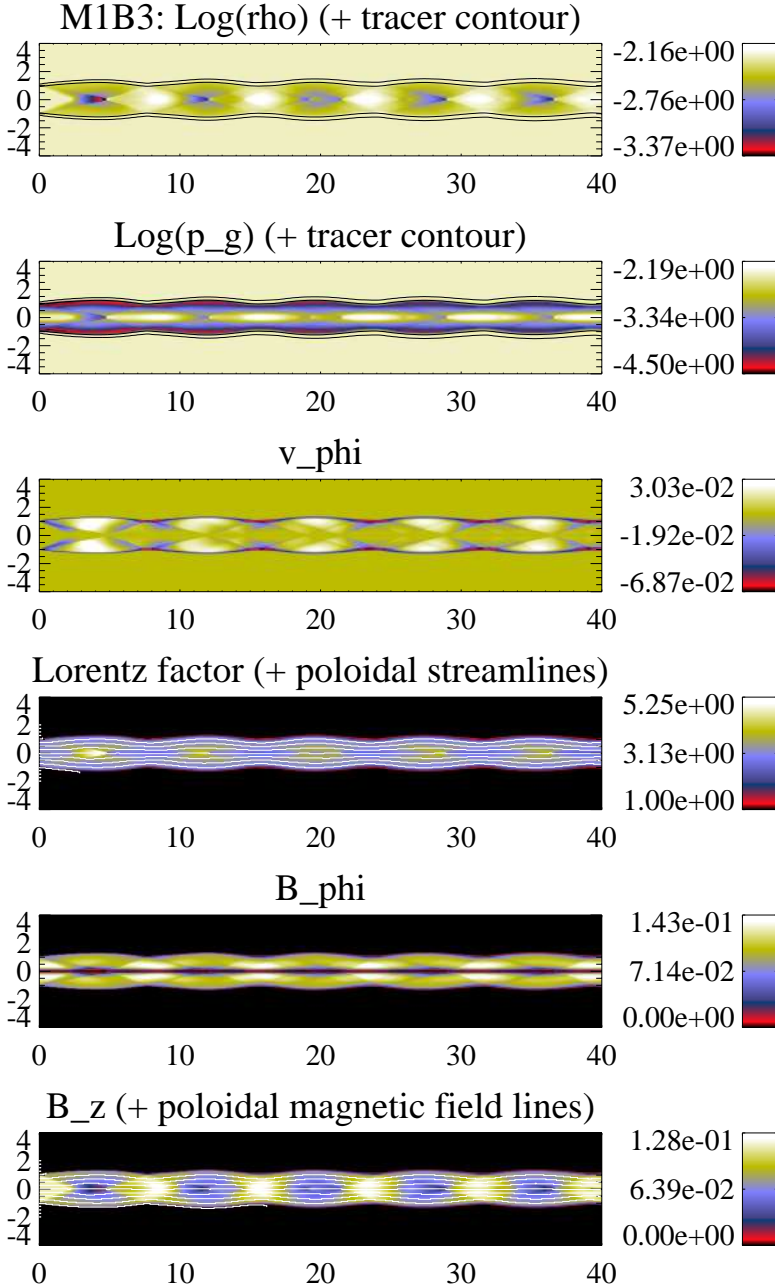 M1B3: Log(rho) (+ tracer contour)
4
2
0
-2
-4
0 10 20 30 40
-2.16e+00
-2.76e+00
-3.37e+00
Log(p_g) (+ tracer contour)
4
2
0
-2
-4
0 10 20 30 40
-2.19e+00
-3.34e+00
-4.50e+00
v_phi
4
2
0
-2
-4
0 10 20 30 40
3.03e-02
-1.92e-02
-6.87e-02
Lorentz factor (+ poloidal streamlines)
4
2
0
-2
-4
0 10 20 30 40
5.25e+00
3.13e+00
1.00e+00
B_phi
4
2
0
-2
-4
0 10 20 30 40
1.43e-01
7.14e-02
0.00e+00
B_z (+ poloidal magnetic field lines)
4
2
0
-2
-4
0 10 20 30 40
1.28e-01
6.39e-02
0.00e+00